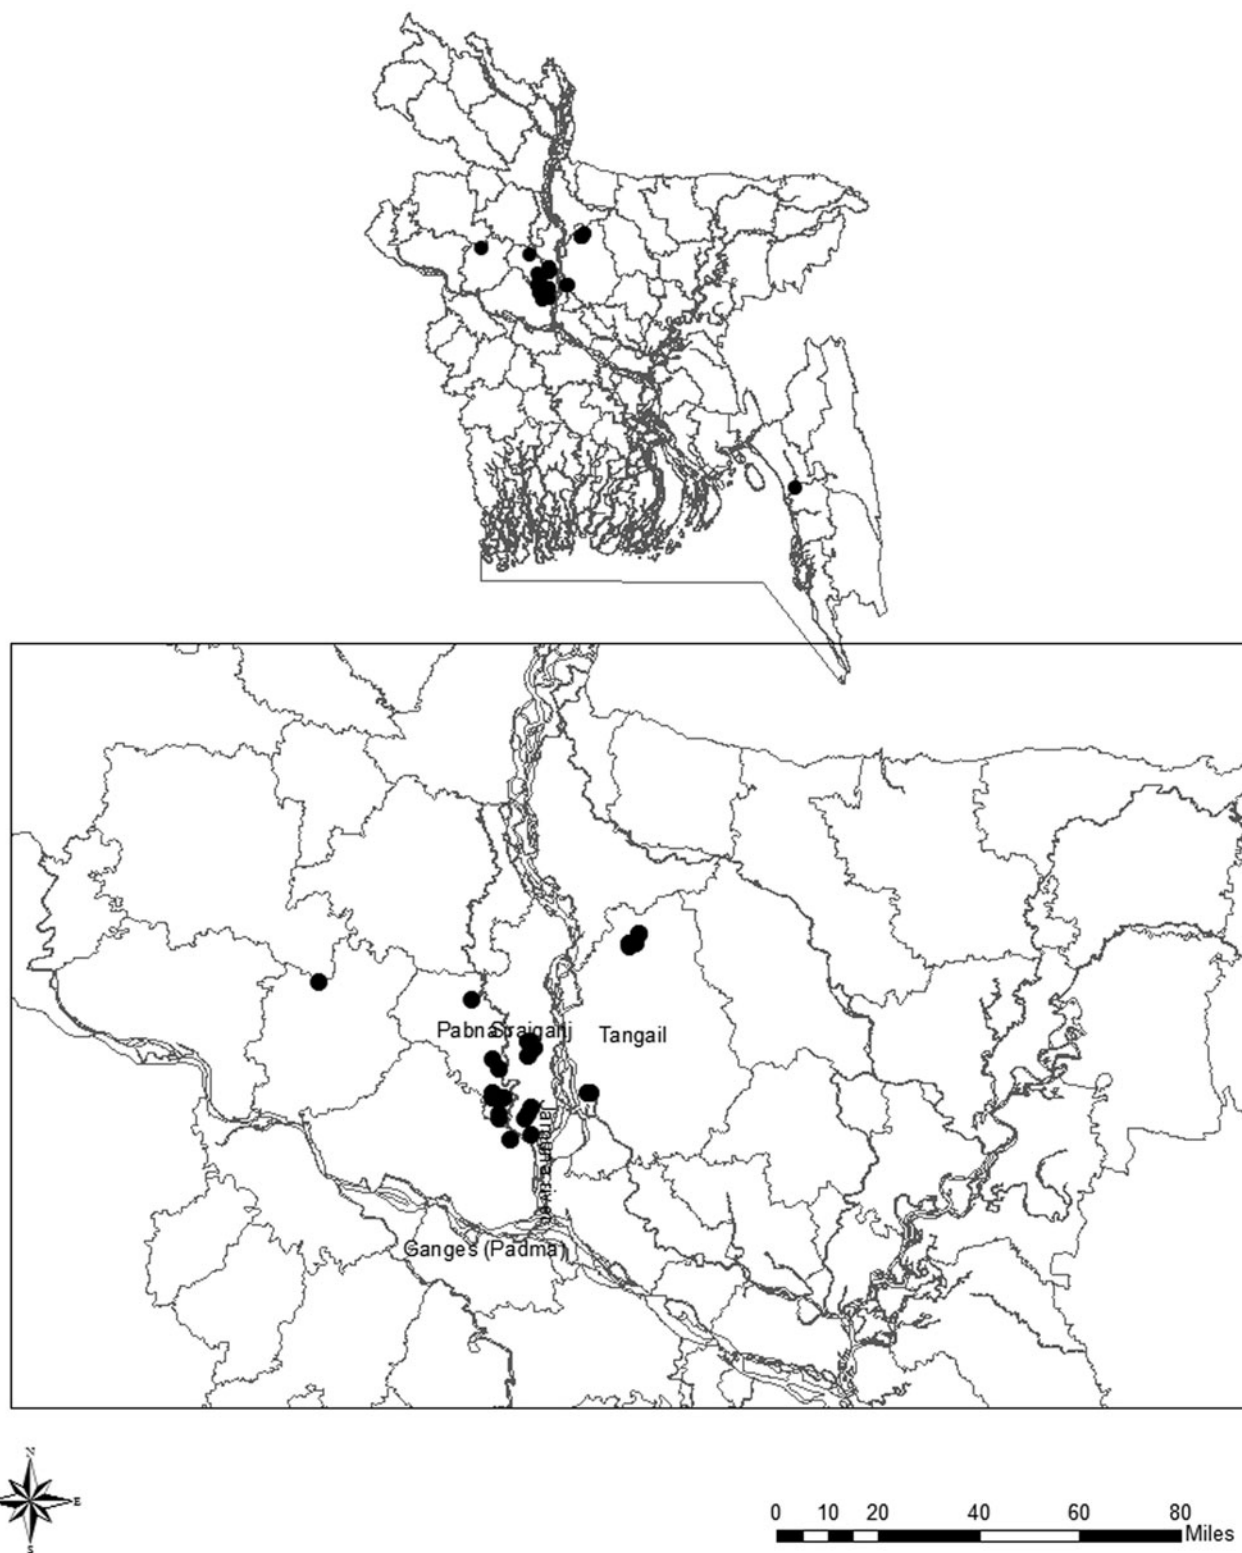 Pabna Sirajganj
Tangail
Jamuna river
Ganges (Padma)
N
E
S
0 10 20 40 60 80
Miles